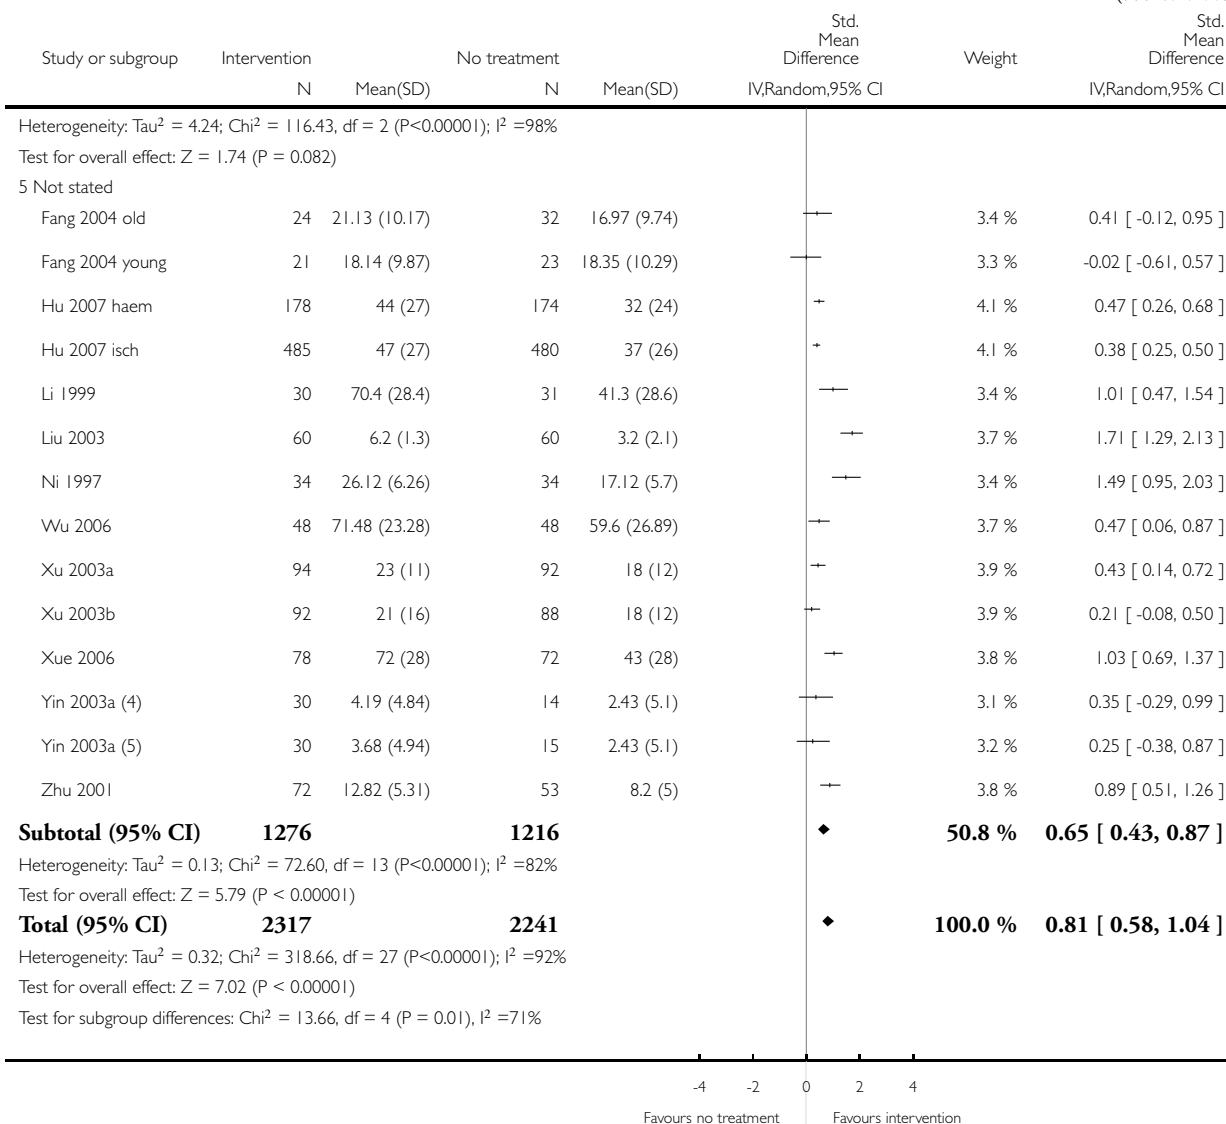 Std.
Mean
Difference
Std.
Mean
Difference
Study or subgroup Intervention No treatment Weight
N Mean(SD) N Mean(SD) IV,Random,95% CI IV,Random,95% CI
Heterogeneity: Tau² = 4.24; Chi² = 116.43, df = 2 (P<0.00001); I² =98%
Test for overall effect: Z = 1.74 (P = 0.082)
5 Not stated
Fang 2004 old 24 21.13 (10.17) 32 16.97 (9.74) 3.4 % 0.41 [ -0.12, 0.95 ]
Fang 2004 young 21 18.14 (9.87) 23 18.35 (10.29) 3.3 % -0.02 [ -0.61, 0.57 ]
Hu 2007 haem 178 44 (27) 174 32 (24) 4.1 % 0.47 [ 0.26, 0.68 ]
Hu 2007 isch 485 47 (27) 480 37 (26) 4.1 % 0.38 [ 0.25, 0.50 ]
Li 1999 30 70.4 (28.4) 31 41.3 (28.6) 3.4 % 1.01 [ 0.47, 1.54 ]
Liu 2003 60 6.2 (1.3) 60 3.2 (2.1) 3.7 % 1.71 [ 1.29, 2.13 ]
Ni 1997 34 26.12 (6.26) 34 17.12 (5.7) 3.4 % 1.49 [ 0.95, 2.03 ]
Wu 2006 48 71.48 (23.28) 48 59.6 (26.89) 3.7 % 0.47 [ 0.06, 0.87 ]
Xu 2003a 94 23 (11) 92 18 (12) 3.9 % 0.43 [ 0.14, 0.72 ]
Xu 2003b 92 21 (16) 88 18 (12) 3.9 % 0.21 [ -0.08, 0.50 ]
Xue 2006 78 72 (28) 72 43 (28) 3.8 % 1.03 [ 0.69, 1.37 ]
Yin 2003a (4) 30 4.19 (4.84) 14 2.43 (5.1) 3.1 % 0.35 [ -0.29, 0.99 ]
Yin 2003a (5) 30 3.68 (4.94) 15 2.43 (5.1) 3.2 % 0.25 [ -0.38, 0.87 ]
Zhu 2001 72 12.82 (5.31) 53 8.2 (5) 3.8 % 0.89 [ 0.51, 1.26 ]
Subtotal (95% CI) 1276 1216 50.8 % 0.65 [ 0.43, 0.87 ]
Heterogeneity: Tau² = 0.13; Chi² = 72.60, df = 13 (P<0.00001); I² =82%
Test for overall effect: Z = 5.79 (P < 0.00001)
Total (95% CI) 2317 2241 100.0 % 0.81 [ 0.58, 1.04 ]
Heterogeneity: Tau² = 0.32; Chi² = 318.66, df = 27 (P<0.00001); I² =92%
Test for overall effect: Z = 7.02 (P < 0.00001)
Test for subgroup differences: Chi² = 13.66, df = 4 (P = 0.01), I² =71%
-4 -2 0 2 4
Favours no treatment Favours intervention